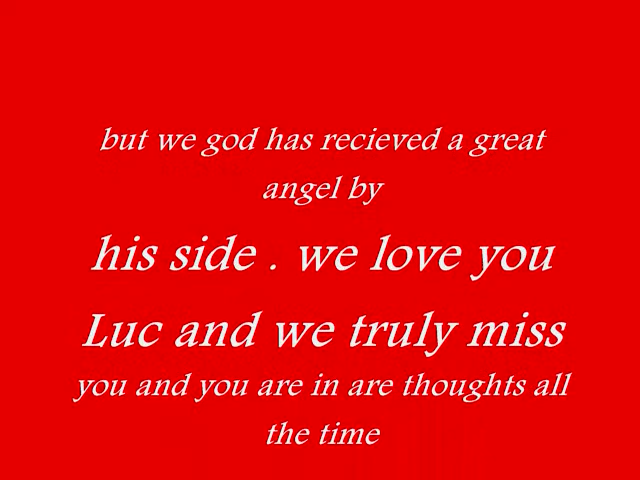 but we god has recieved a great
angel by
his side . we love you
Luc and we truly miss
you and you are in are thoughts all
the time